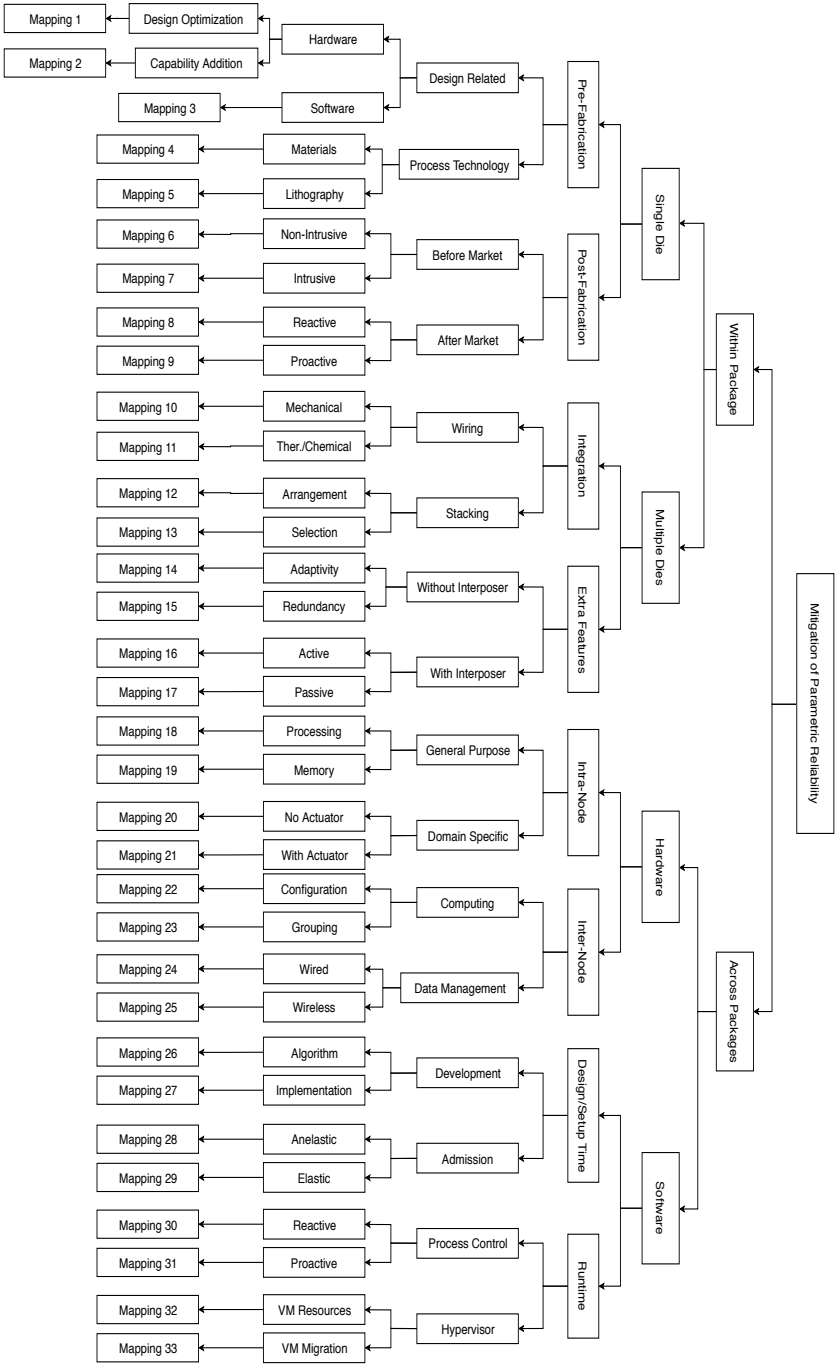 Mapping 1
Design Optimization
Hardware
Mapping 2
Capability Addition
Design Related
Mapping 3
Software
Pre-Fabrication
Mapping 4
Materials
Process Technology
Mapping 5
Lithography
Single Die
Mapping 6
Non-Intrusive
Before Market
Mapping 7
Intrusive
Post-Fabrication
Mapping 8
Reactive
After Market
Mapping 9
Proactive
Within Package
Mapping 10
Mechanical
Wiring
Mapping 11
Ther./Chemical
Integration
Mapping 12
Arrangement
Stacking
Mapping 13
Selection
Multiple Dies
Mapping 14
Adaptivity
Without Interposer
Mapping 15
Redundancy
Extra Features
Mapping 16
Active
With Interposer
Mapping 17
Passive
Mitigation of Parametric Reliability
Mapping 18
Processing
General Purpose
Mapping 19
Memory
Intra-Node
Mapping 20
No Actuator
Domain Specific
Mapping 21
With Actuator
Hardware
Mapping 22
Configuration
Computing
Mapping 23
Grouping
Inter-Node
Mapping 24
Wired
Data Management
Mapping 25
Wireless
Across Packages
Mapping 26
Algorithm
Development
Mapping 27
Implementation
Design/Setup Time
Mapping 28
Anelastic
Admission
Mapping 29
Elastic
Software
Mapping 30
Reactive
Process Control
Mapping 31
Proactive
Runtime
Mapping 32
VM Resources
Hypervisor
Mapping 33
VM Migration